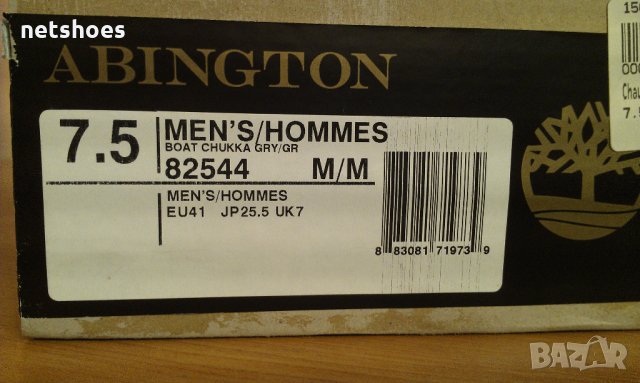 netshoes
ABINGTON
7.5
MEN'S/HOMMES
BOAT CHUKKA GRY/GR
82544 M/M
MEN'S/HOMMES
EU41 JP25.5 UK7
8 83081 71973 9
BAZAR